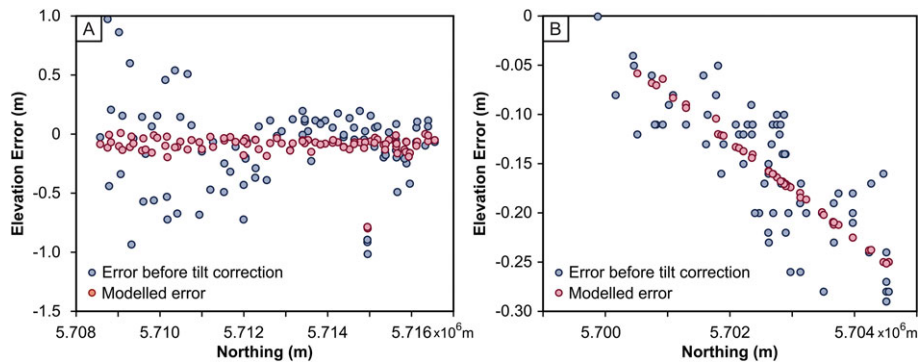 A
Elevation Error (m)
1.0
0.5
0
-0.5
-1.0
-1.5
Error before tilt correction
Modelled error
5.708 5.710 5.712 5.714 5.716×10⁶m
Northing (m)
B
Elevation Error (m)
0
-0.05
-0.10
-0.15
-0.20
-0.25
-0.30
Error before tilt correction
Modelled error
5.700 5.702 5.704×10⁶m
Northing (m)